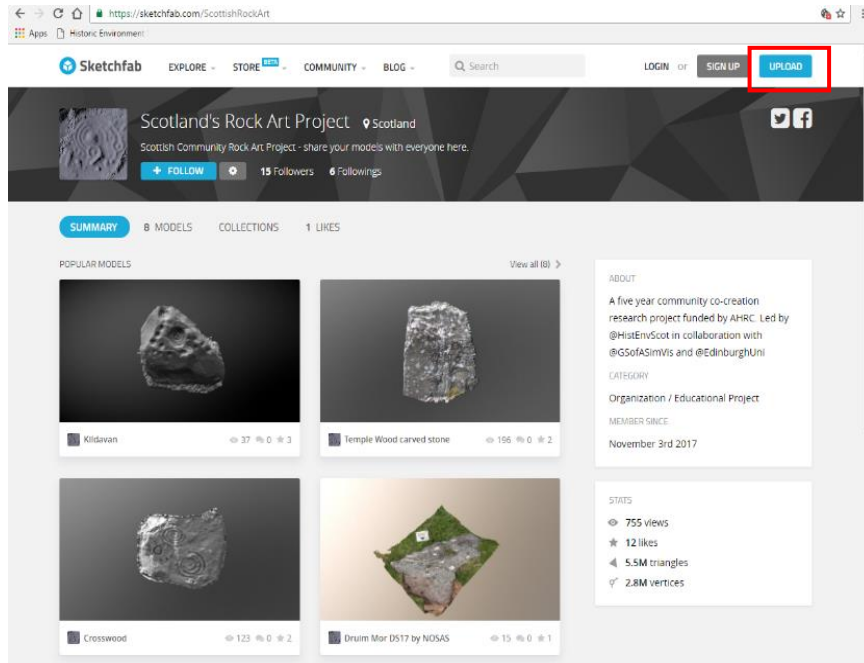 https://sketchfab.com/ScottishRockArt
Apps Historic Environment
Sketchfab EXPLORE STORE BETA COMMUNITY BLOG Search LOGIN or SIGN UP UPLOAD
Scotland's Rock Art Project Scotland
Scottish Community Rock Art Project - share your models with everyone here.
+ FOLLOW 15 Followers 6 Followings
SUMMARY 8 MODELS COLLECTIONS 1 LIKES
POPULAR MODELS View all (8)
Kildavan 37 0 3
Temple Wood carved stone 196 0 2
Crosswood 123 0 2
Druim Mor DS17 by NOSAS 15 0 1
ABOUT
A five year community co-creation
research project funded by AHRC. Led by
@HistEnvScot in collaboration with
@GSofASimVis and @EdinburghUni
CATEGORY
Organization / Educational Project
MEMBER SINCE
November 3rd 2017
STATS
755 views
12 likes
5.5M triangles
2.8M vertices